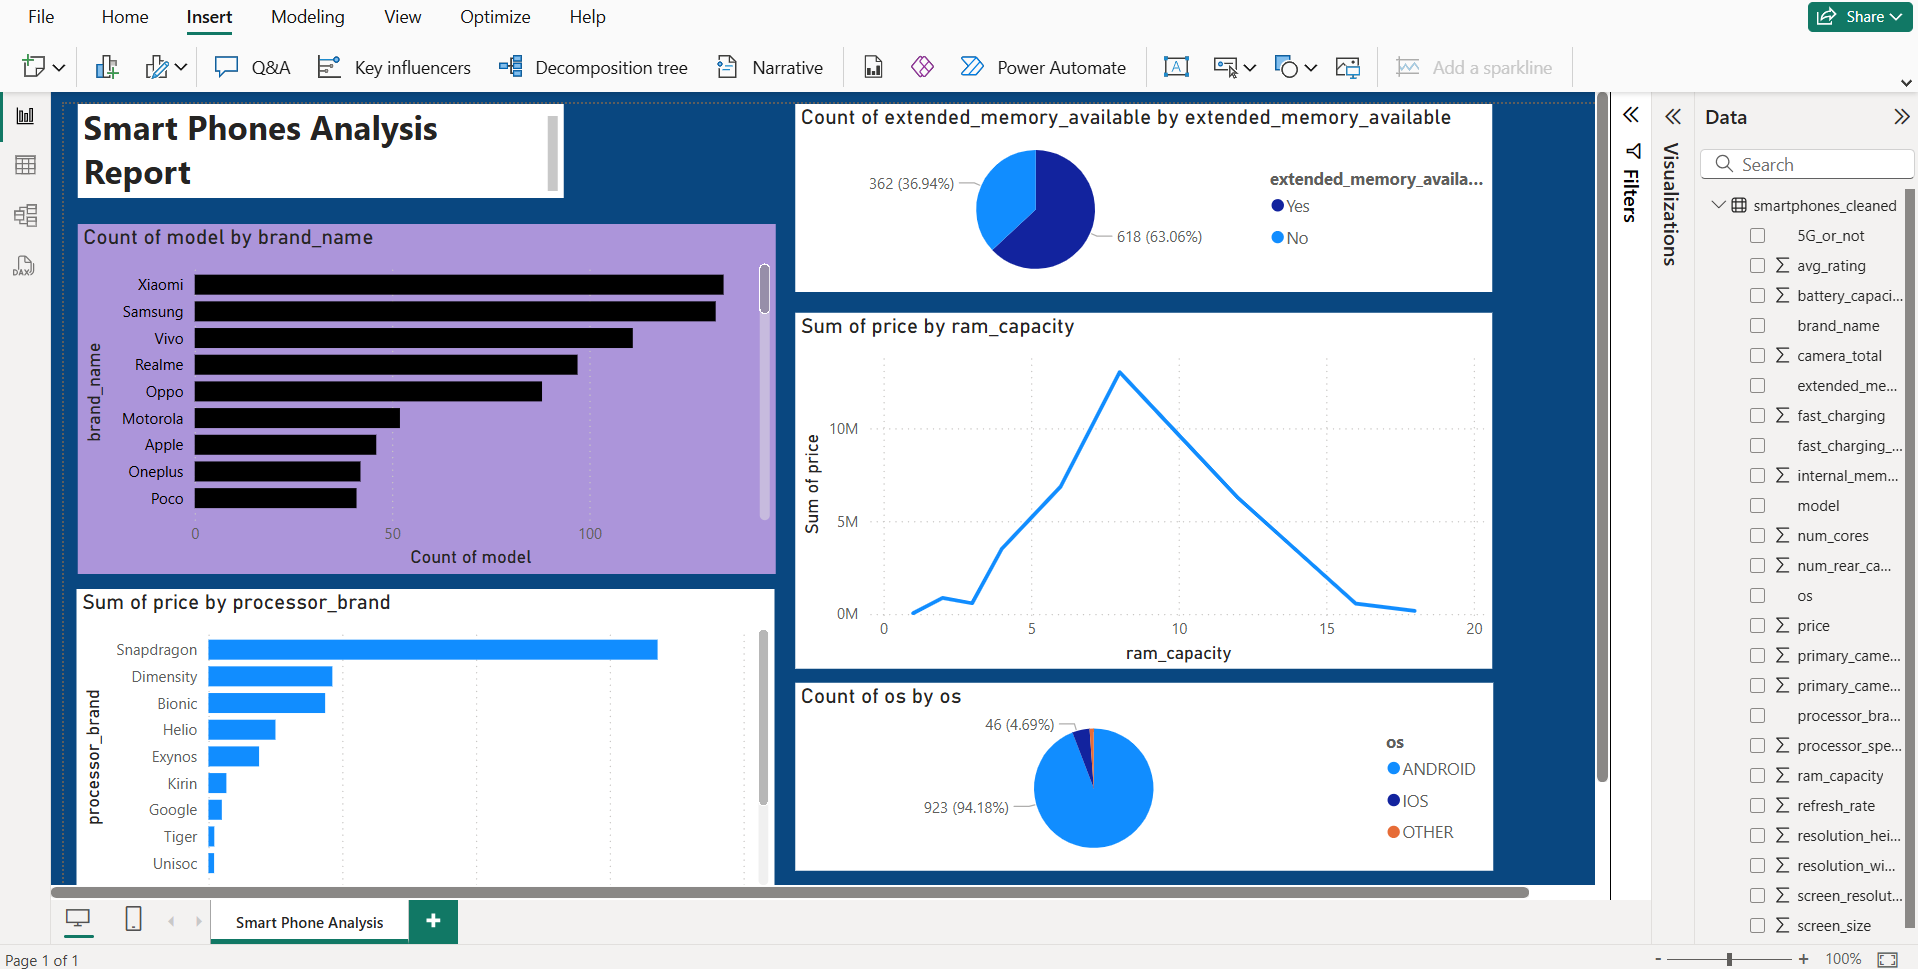 File Home Insert Modeling View Optimize Help Share
Q&A Key influencers Decomposition tree Narrative Power Automate A Add a sparkline
DAX
Smart Phones Analysis
Report
Count of model by brand_name
brand_name
Xiaomi
Samsung
Vivo
Realme
Oppo
Motorola
Apple
Oneplus
Poco
0 50 100
Count of model
Sum of price by processor_brand
processor_brand
Snapdragon
Dimensity
Bionic
Helio
Exynos
Kirin
Google
Tiger
Unisoc
Count of extended_memory_available by extended_memory_available
362 (36.94%)
618 (63.06%)
extended_memory_availa...
Yes
No
Sum of price by ram_capacity
Sum of price
10M
5M
0M
0 5 10 15 20
ram_capacity
Count of os by os
46 (4.69%)
923 (94.18%)
os
ANDROID
IOS
OTHER
Filters
Visualizations
Data
Search
smartphones_cleaned
5G_or_not
avg_rating
battery_capaci...
brand_name
camera_total
extended_me...
fast_charging
fast_charging_...
internal_mem...
model
num_cores
num_rear_ca...
os
price
primary_came...
primary_came...
processor_bra...
processor_spe...
ram_capacity
refresh_rate
resolution_hei...
resolution_wi...
screen_resolut...
screen_size
Smart Phone Analysis +
Page 1 of 1 - + 100%